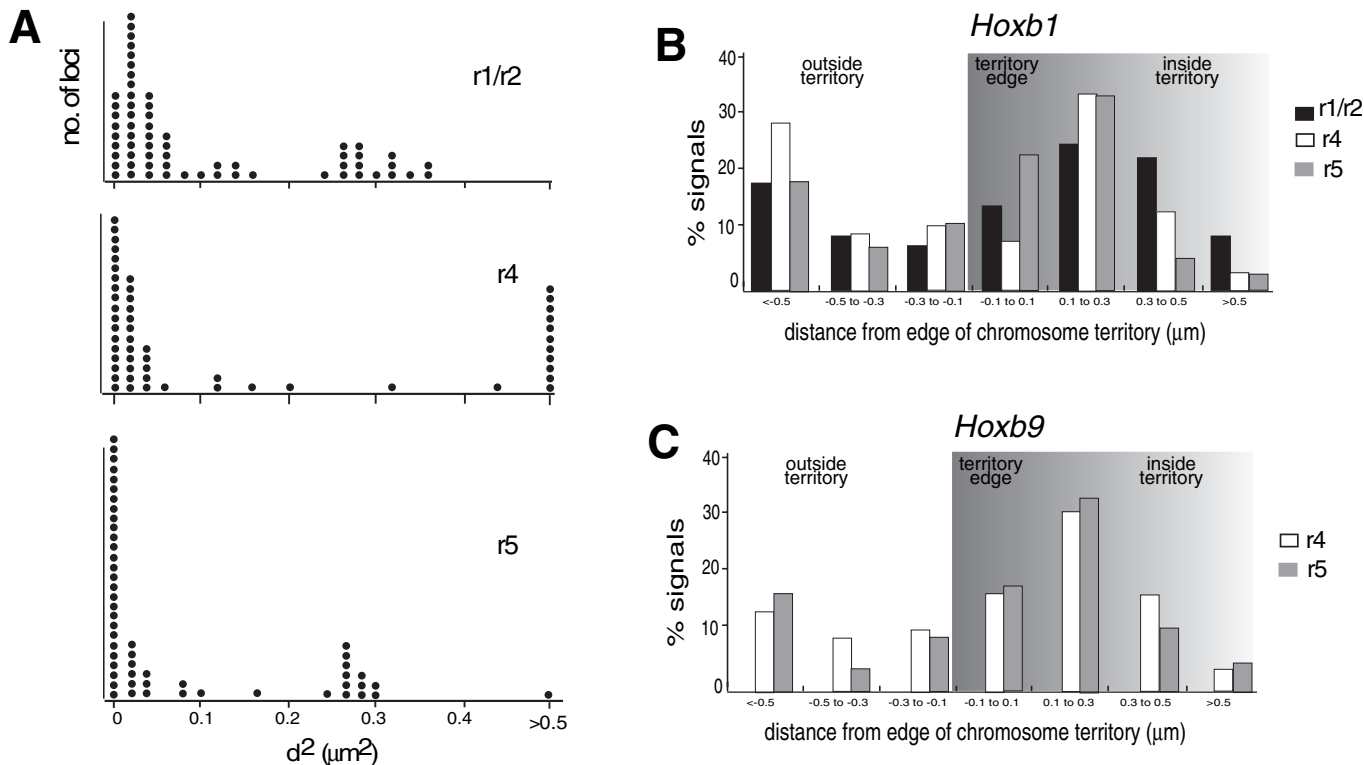 A
no. of loci
r1/r2
r4
r5
0 0.1 0.2 0.3 0.4 >0.5
d² (μm²)
B
Hoxb1
40
30
20
10
0
% signals
outside
territory
territory
edge
inside
territory
r1/r2
r4
r5
<-0.5 -0.5 to -0.3 -0.3 to -0.1 -0.1 to 0.1 0.1 to 0.3 0.3 to 0.5 >0.5
distance from edge of chromosome territory (μm)
C
Hoxb9
40
30
20
10
0
% signals
outside
territory
territory
edge
inside
territory
r4
r5
<-0.5 -0.5 to -0.3 -0.3 to -0.1 -0.1 to 0.1 0.1 to 0.3 0.3 to 0.5 >0.5
distance from edge of chromosome territory (μm)